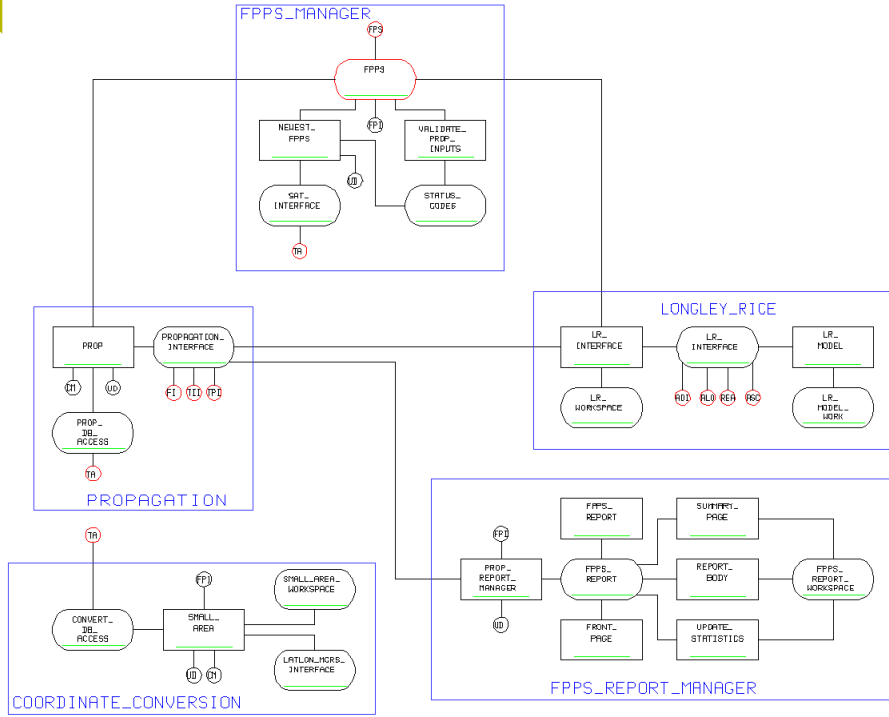 FPPS_MANAGER
FPS
FPPS
FPI
NEWEST_
FPPS
VALIDATE_
PROP_
INPUTS
UD
SAT_
INTERFACE
STATUS_
CODES
TA
PROP
PROPAGATION_
INTERFACE
CM
UD
FI
TII
TPI
PROP_
DB_
ACCESS
TA
PROPAGATION
LONGLEY_RICE
LR_
INTERFACE
LR_
INTERFACE
LR_
MODEL
ADI
ALO
REA
ASC
LR_
WORKSPACE
LR_
MODEL_
WORK
TA
FPI
CONVERT_
DB_
ACCESS
SMALL_
AREA
SMALL_AREA_
WORKSPACE
LATLON_MGRS_
INTERFACE
UD
CM
COORDINATE_CONVERSION
FPI
PROP_
REPORT_
MANAGER
UD
FPPS_
REPORT
FPPS_
REPORT
FRONT_
PAGE
SUMMARY_
PAGE
REPORT_
BODY
UPDATE_
STATISTICS
FPPS_
REPORT_
WORKSPACE
FPPS_REPORT_MANAGER